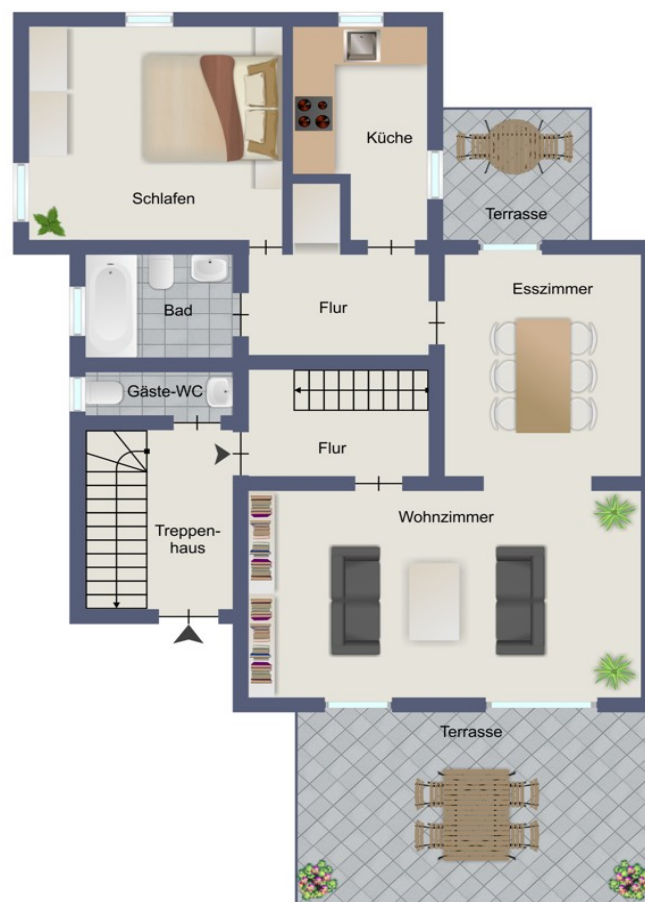 Küche
Schlafen
Terrasse
Esszimmer
Bad
Flur
Gäste-WC
Flur
Wohnzimmer
Treppen-
haus
Terrasse